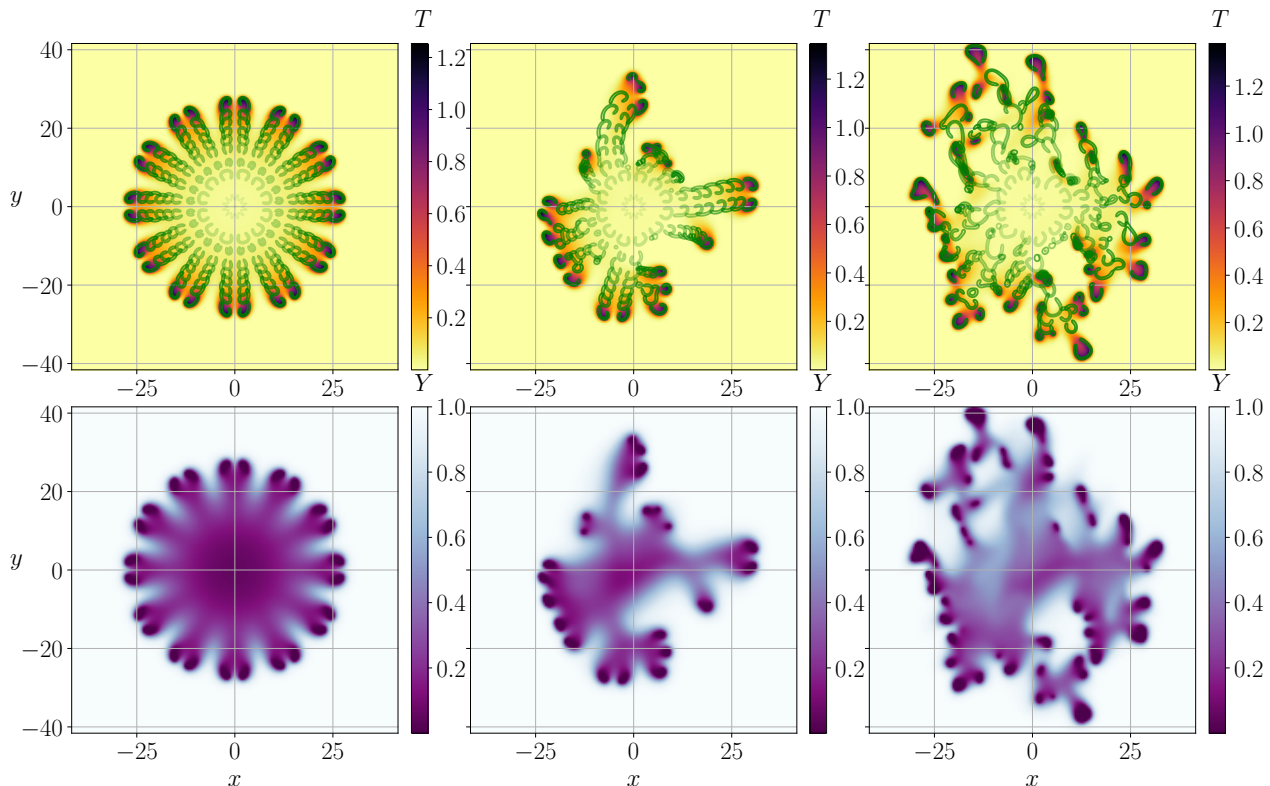 T T T
40 1.2 1.2 1.2
20 1.0 1.0 1.0
y 0 0.8 0.8 0.8
0.6 0.6 0.6
−20 0.4 0.4 0.4
−40 0.2 0.2 0.2
−25 0 25 −25 0 25 −25 0 25
Y Y Y
40 1.0 1.0 1.0
20 0.8 0.8 0.8
y 0 0.6 0.6 0.6
−20 0.4 0.4 0.4
−40 0.2 0.2 0.2
−25 0 25 −25 0 25 −25 0 25
x x x